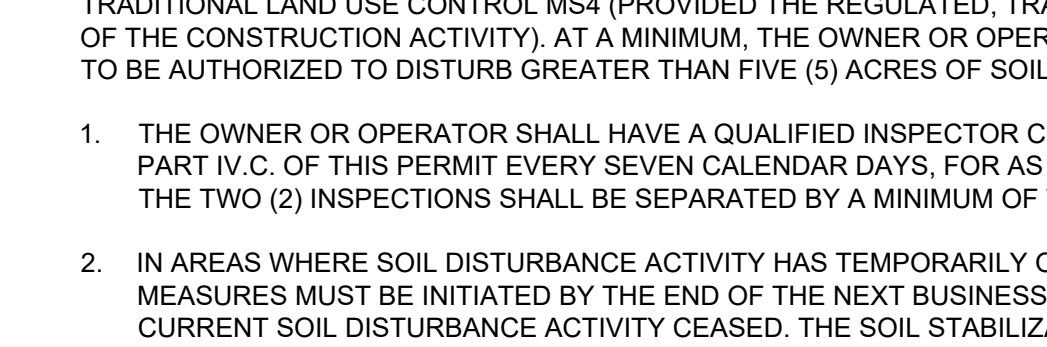 TRADITIONAL LAND USE CONTROL MS4 (PROVIDED THE REGULATED,
OF THE CONSTRUCTION ACTIVITY). AT A MINIMUM, THE OWNER OR
TO BE AUTHORIZED TO DISTURB GREATER THAN FIVE (5) ACRES OF SOIL
1. THE OWNER OR OPERATOR SHALL HAVE A QUALIFIED INSPECTOR
PART IV.C. OF THIS PERMIT EVERY SEVEN CALENDAR DAYS, FOR AS
THE TWO (2) INSPECTIONS SHALL BE SEPARATED BY A MINIMUM OF
2. IN AREAS WHERE SOIL DISTURBANCE ACTIVITY HAS TEMPORARILY
MEASURES MUST BE INITIATED BY THE END OF THE NEXT BUSINESS
CURRENT SOIL DISTURBANCE ACTIVITY CEASED. THE SOIL